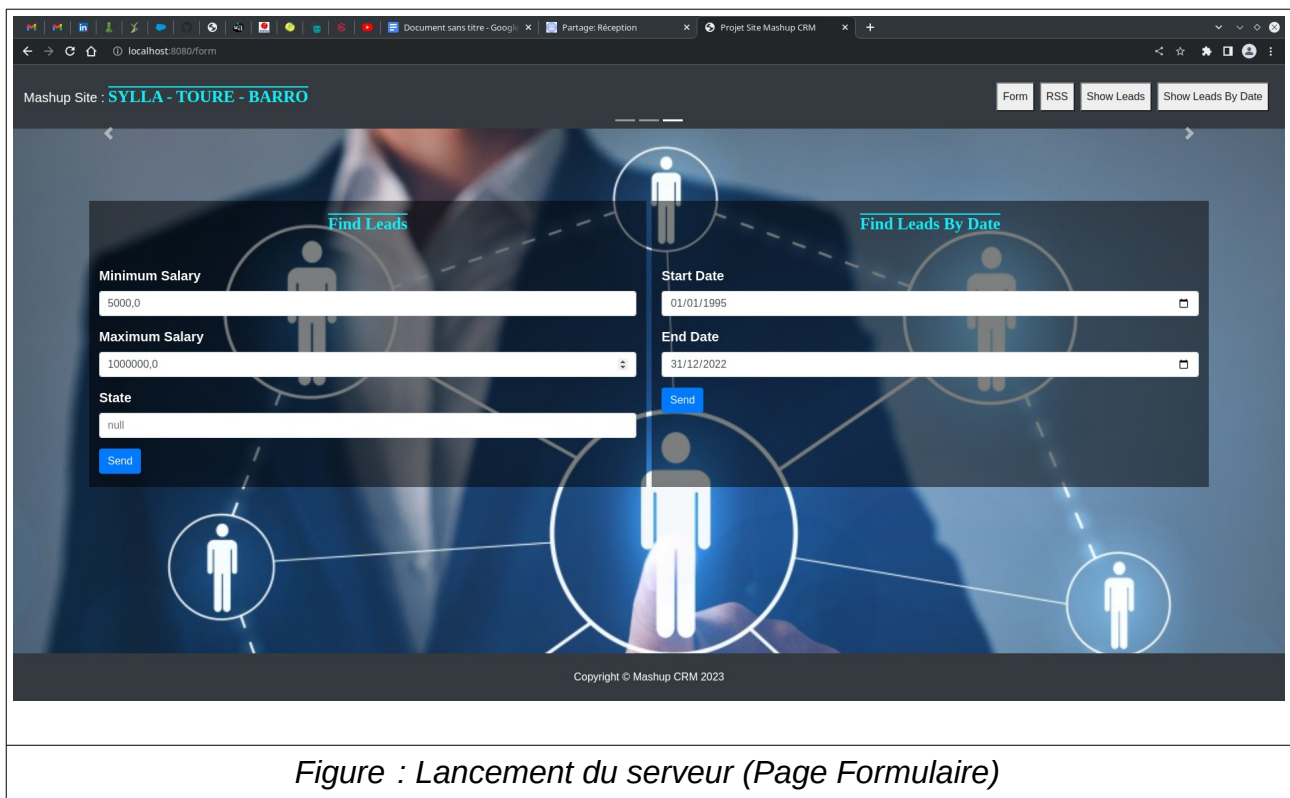 Document sans titre - Google
Partage: Réception
Projet Site Mashup CRM
localhost:8080/form
Mashup Site : SYLLA - TOURE - BARRO
Form RSS Show Leads Show Leads By Date
Find Leads
Minimum Salary
5000,0
Maximum Salary
1000000,0
State
null
Send
Find Leads By Date
Start Date
01/01/1995
End Date
31/12/2022
Send
Copyright © Mashup CRM 2023
Figure : Lancement du serveur (Page Formulaire)